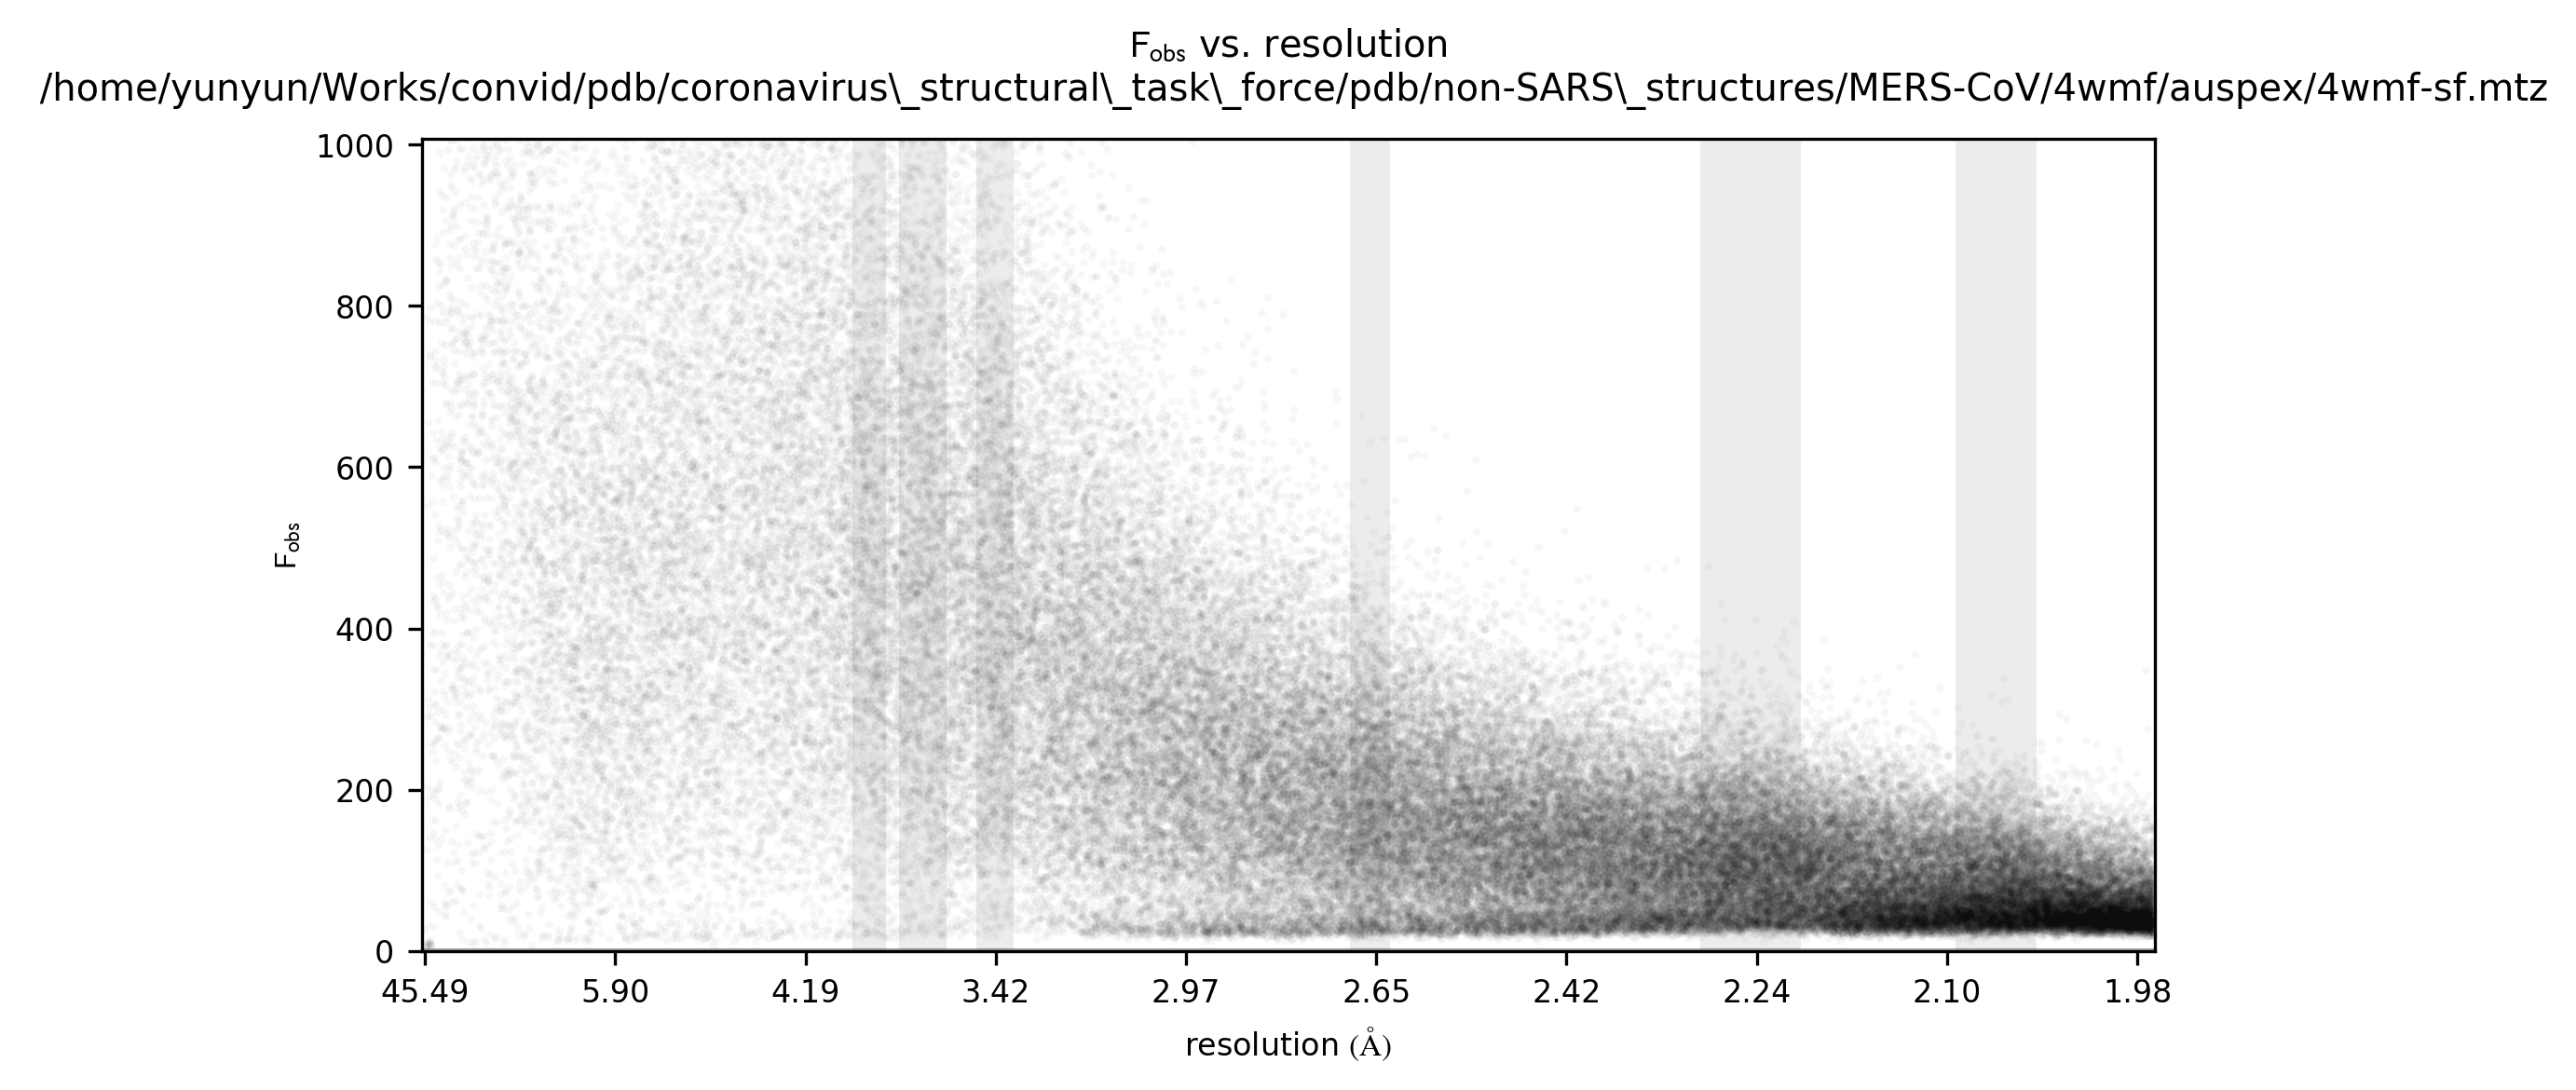 F_obs vs. resolution
/home/yunyun/Works/convid/pdb/coronavirus\_structural\_task\_force/pdb/non-SARS\_structures/MERS-CoV/4wmf/auspex/4wmf-sf.mtz
1000
800
600
400
200
0
F_obs
45.49 5.90 4.19 3.42 2.97 2.65 2.42 2.24 2.10 1.98
resolution (Å)